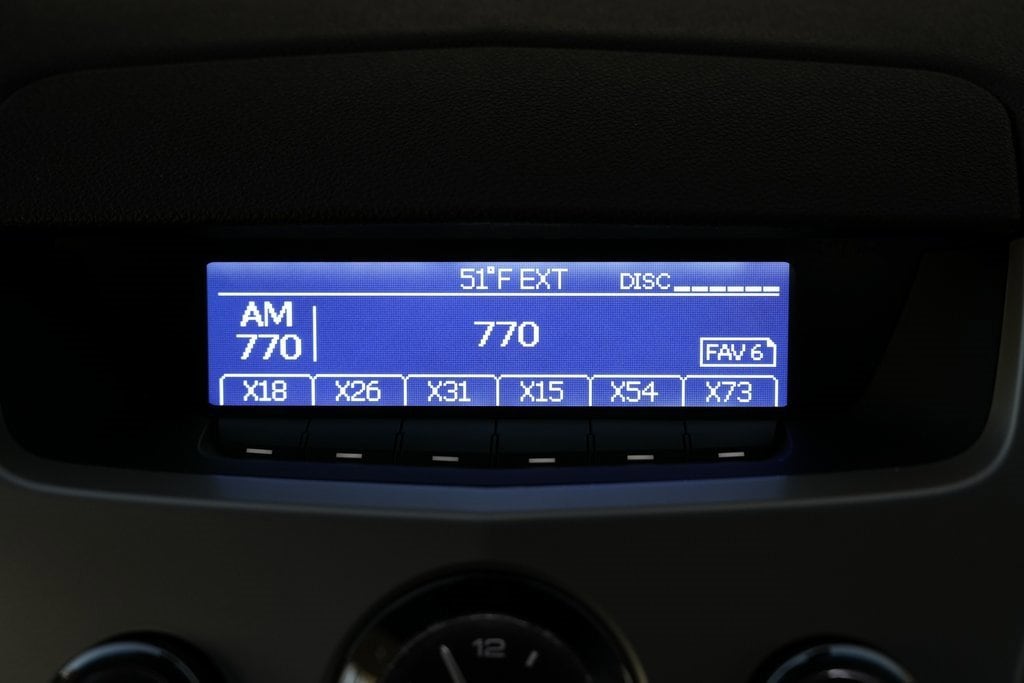 51°F EXT DISC
AM
770
770
FAV 6
X18 X26 X31 X15 X54 X73
12